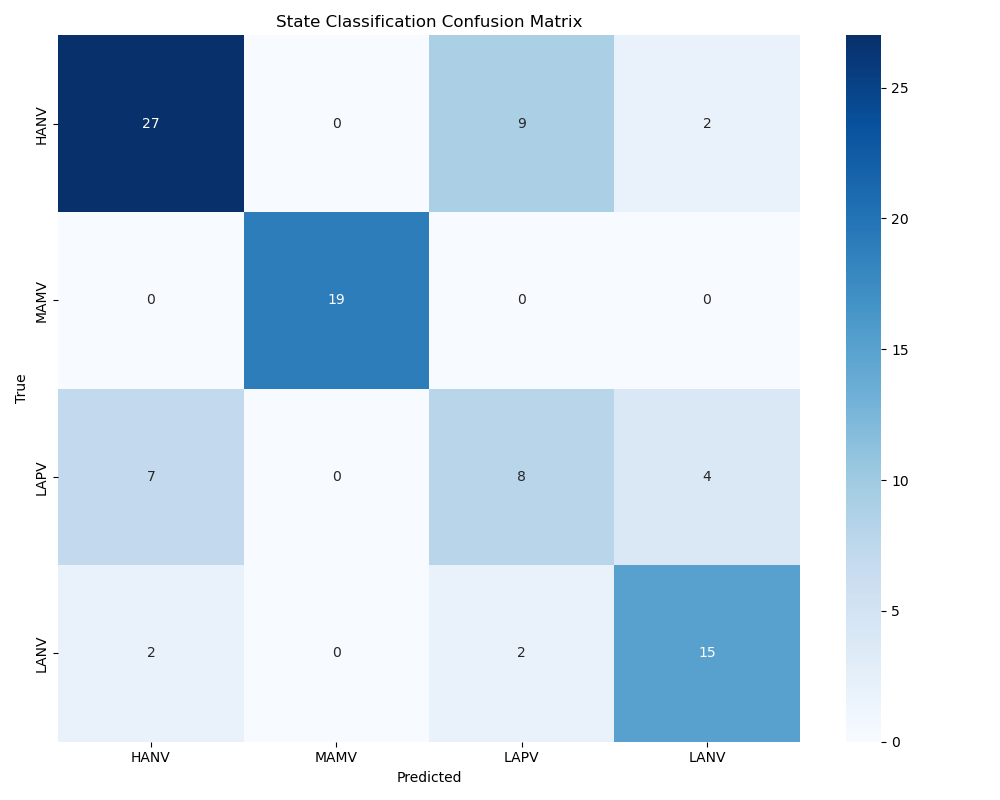 State Classification Confusion Matrix
HANV
27
0
9
2
MAMV
0
19
0
0
LAPV
7
0
8
4
LANV
2
0
2
15
True
HANV
MAMV
LAPV
LANV
Predicted
25
20
15
10
5
0